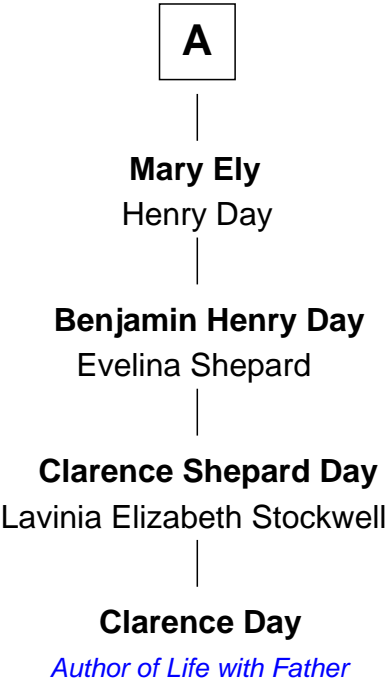 A
Mary Ely
Henry Day
Benjamin Henry Day
Evelina Shepard
Clarence Shepard Day
Lavinia Elizabeth Stockwell
Clarence Day
Author of Life with Father